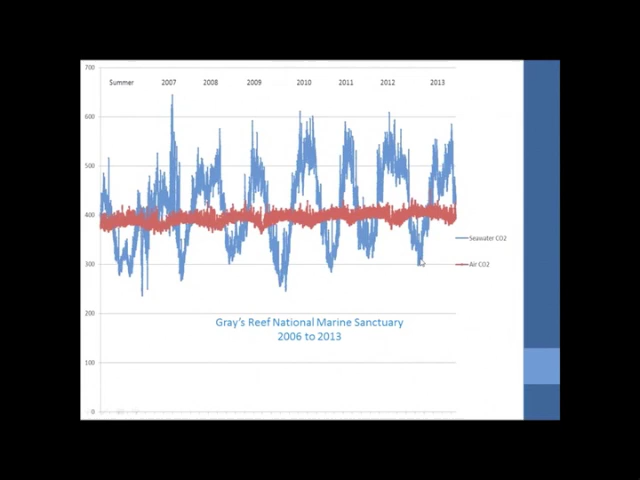 700
Summer 2007 2008 2009 2010 2011 2012 2013
600
500
400
Seawater CO2
300
Air CO2
200
Gray's Reef National Marine Sanctuary
2006 to 2013
100
0